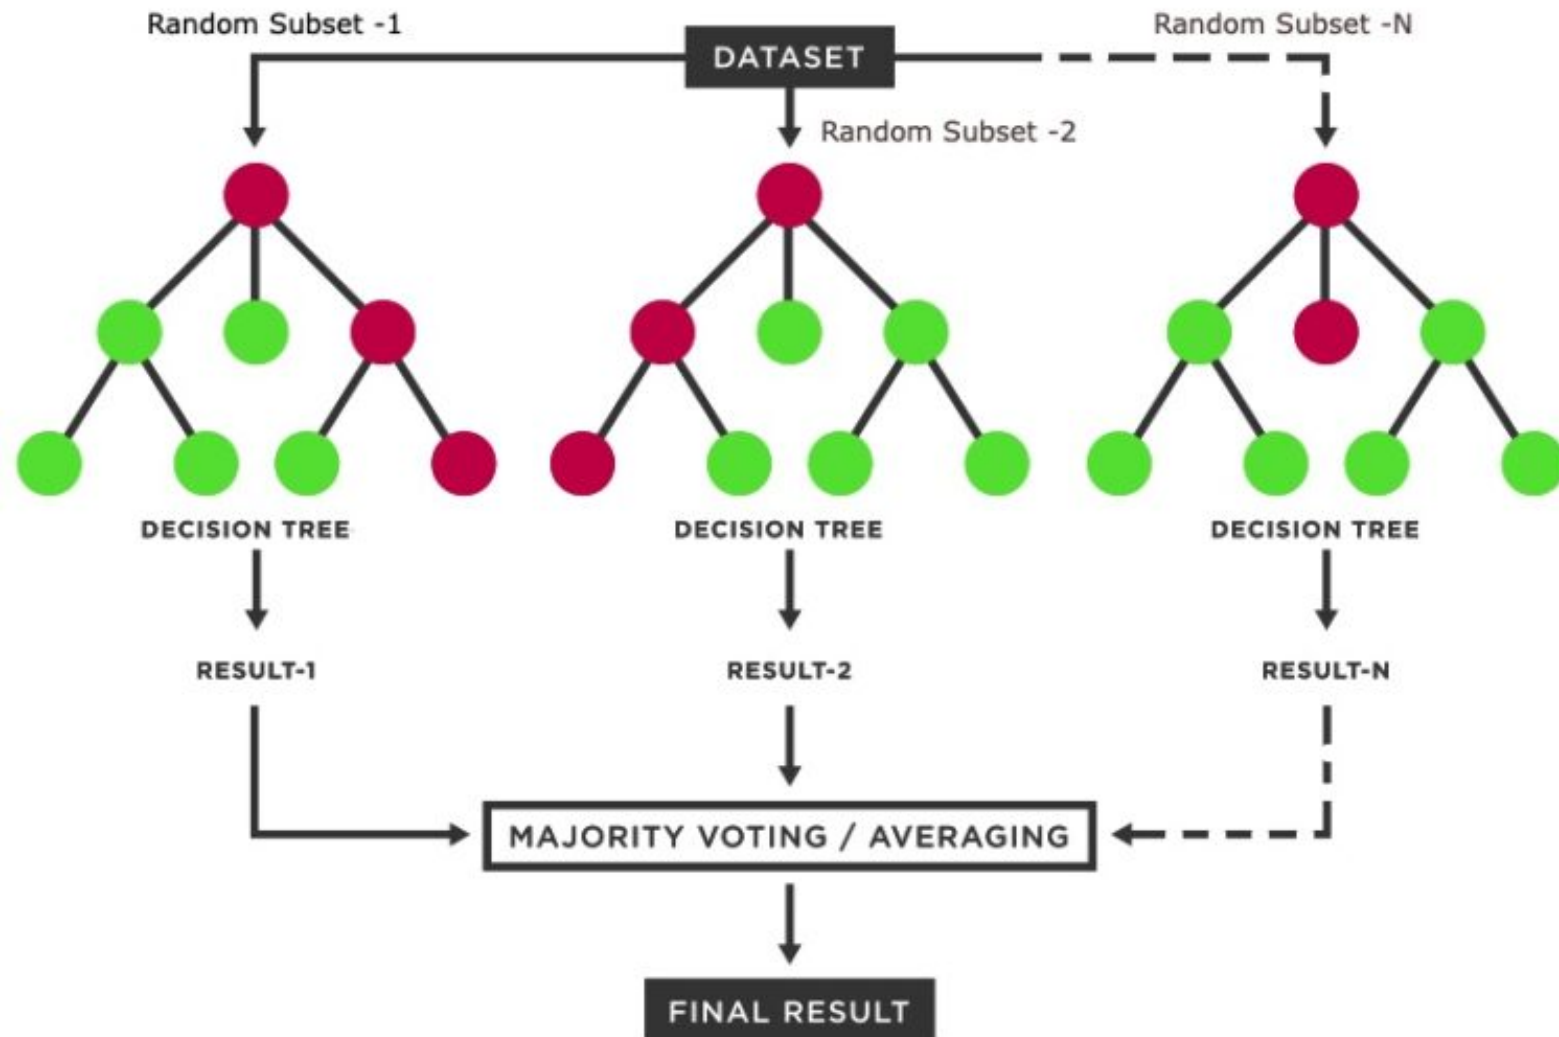 Random Subset -1
DATASET
Random Subset -N
Random Subset -2
DECISION TREE
DECISION TREE
DECISION TREE
RESULT-1
RESULT-2
RESULT-N
MAJORITY VOTING / AVERAGING
FINAL RESULT